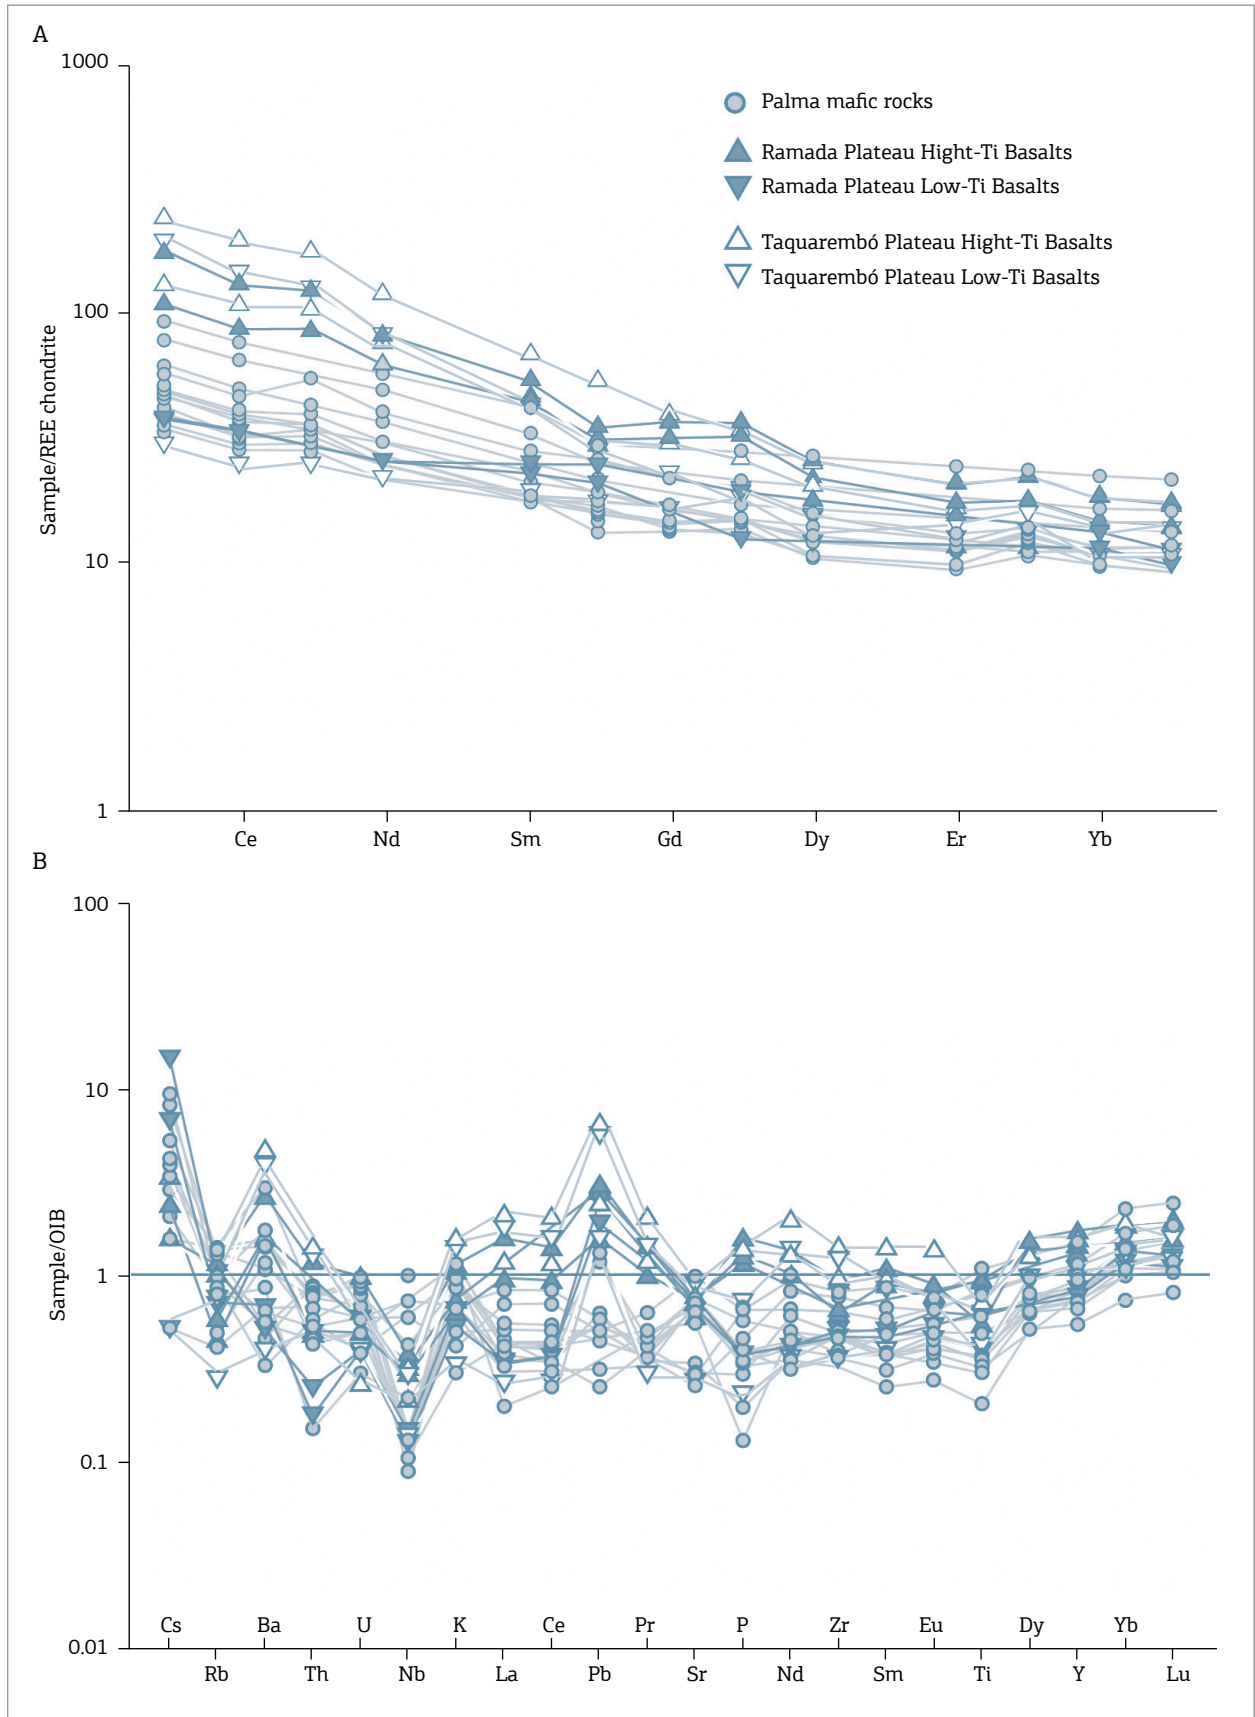 A
1000
100
10
1
Sample/REE chondrite
Palma mafic rocks
Ramada Plateau Hight-Ti Basalts
Ramada Plateau Low-Ti Basalts
Taquarembó Plateau Hight-Ti Basalts
Taquarembó Plateau Low-Ti Basalts
Ce Nd Sm Gd Dy Er Yb
B
100
10
1
0.1
0.01
Sample/OIB
Cs Ba U K Ce Pr P Zr Eu Dy Yb
Rb Th Nb La Pb Sr Nd Sm Ti Y Lu